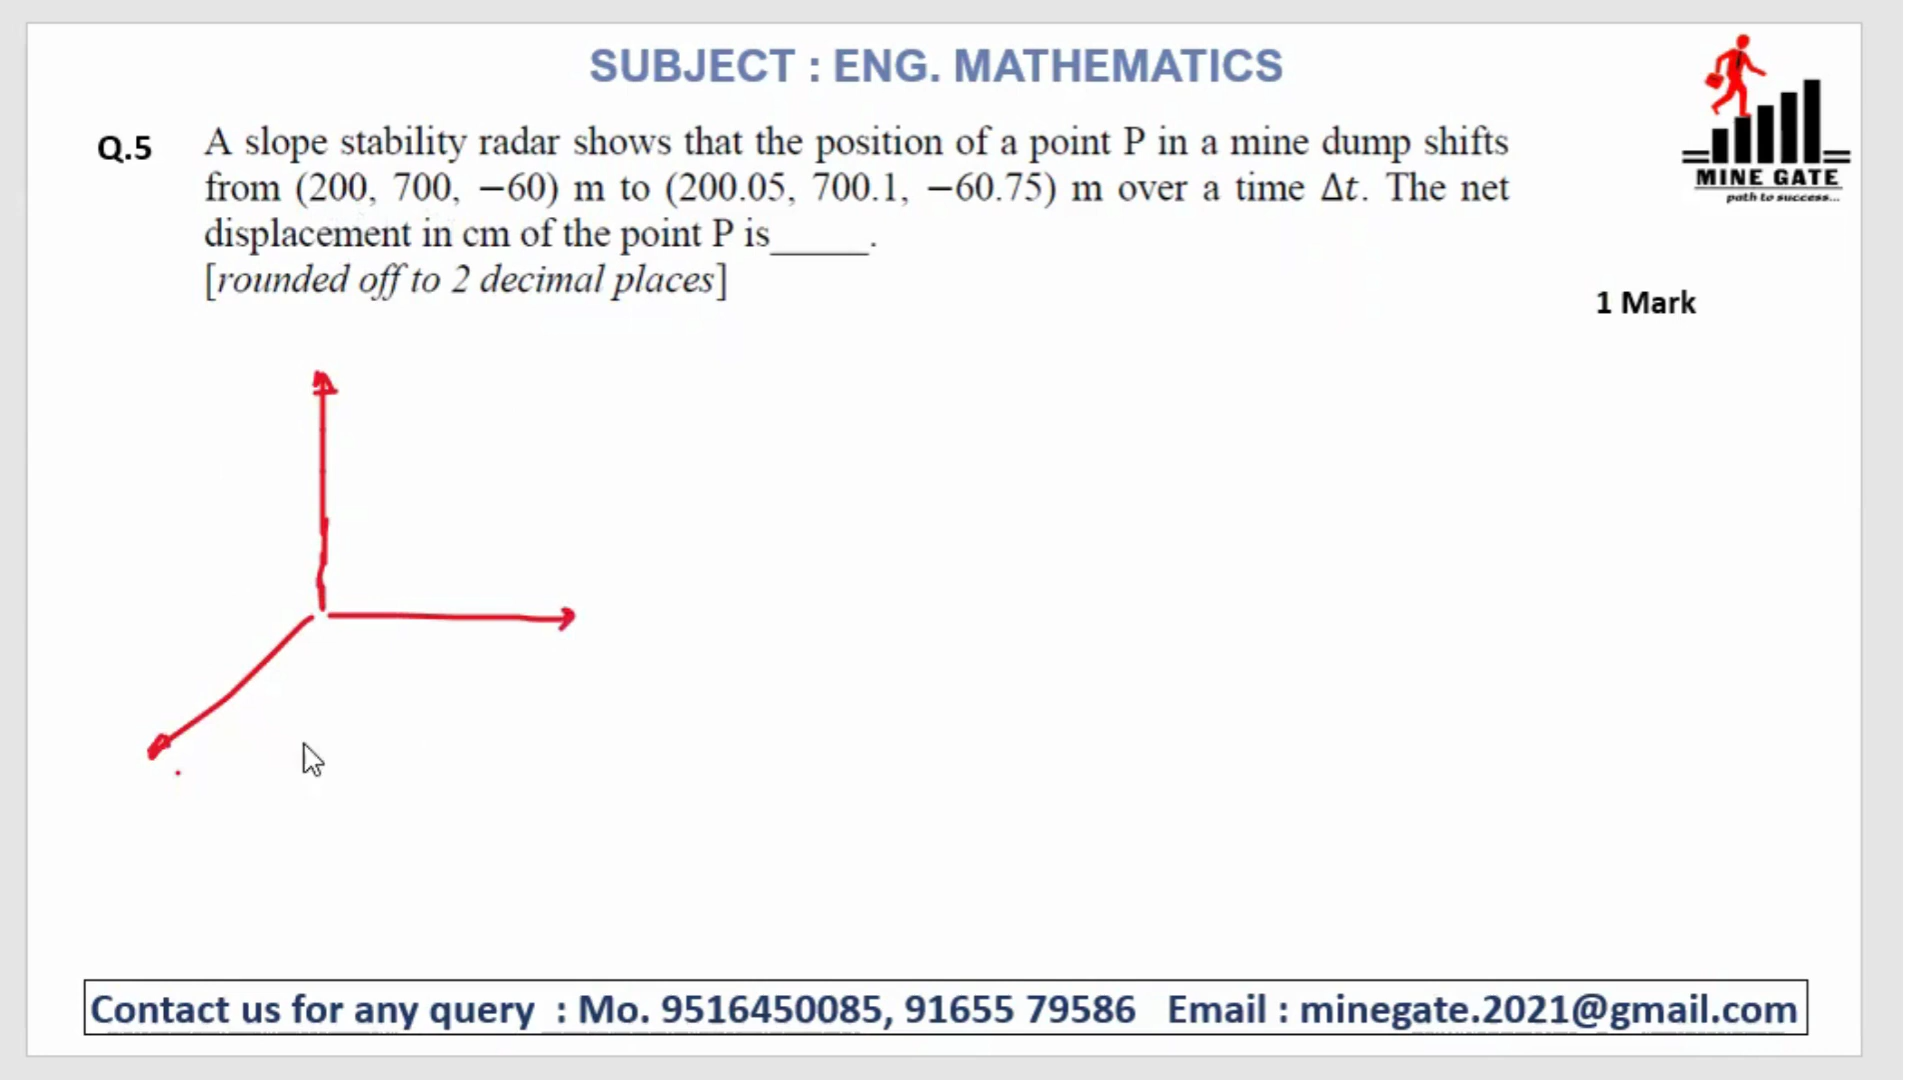 SUBJECT : ENG. MATHEMATICS
Q.5 A slope stability radar shows that the position of a point P in a mine dump shifts
from (200, 700, −60) m to (200.05, 700.1, −60.75) m over a time Δt. The net
displacement in cm of the point P is_____.
[rounded off to 2 decimal places]
1 Mark
MINE GATE
path to success...
Contact us for any query : Mo. 9516450085, 91655 79586 Email : minegate.2021@gmail.com